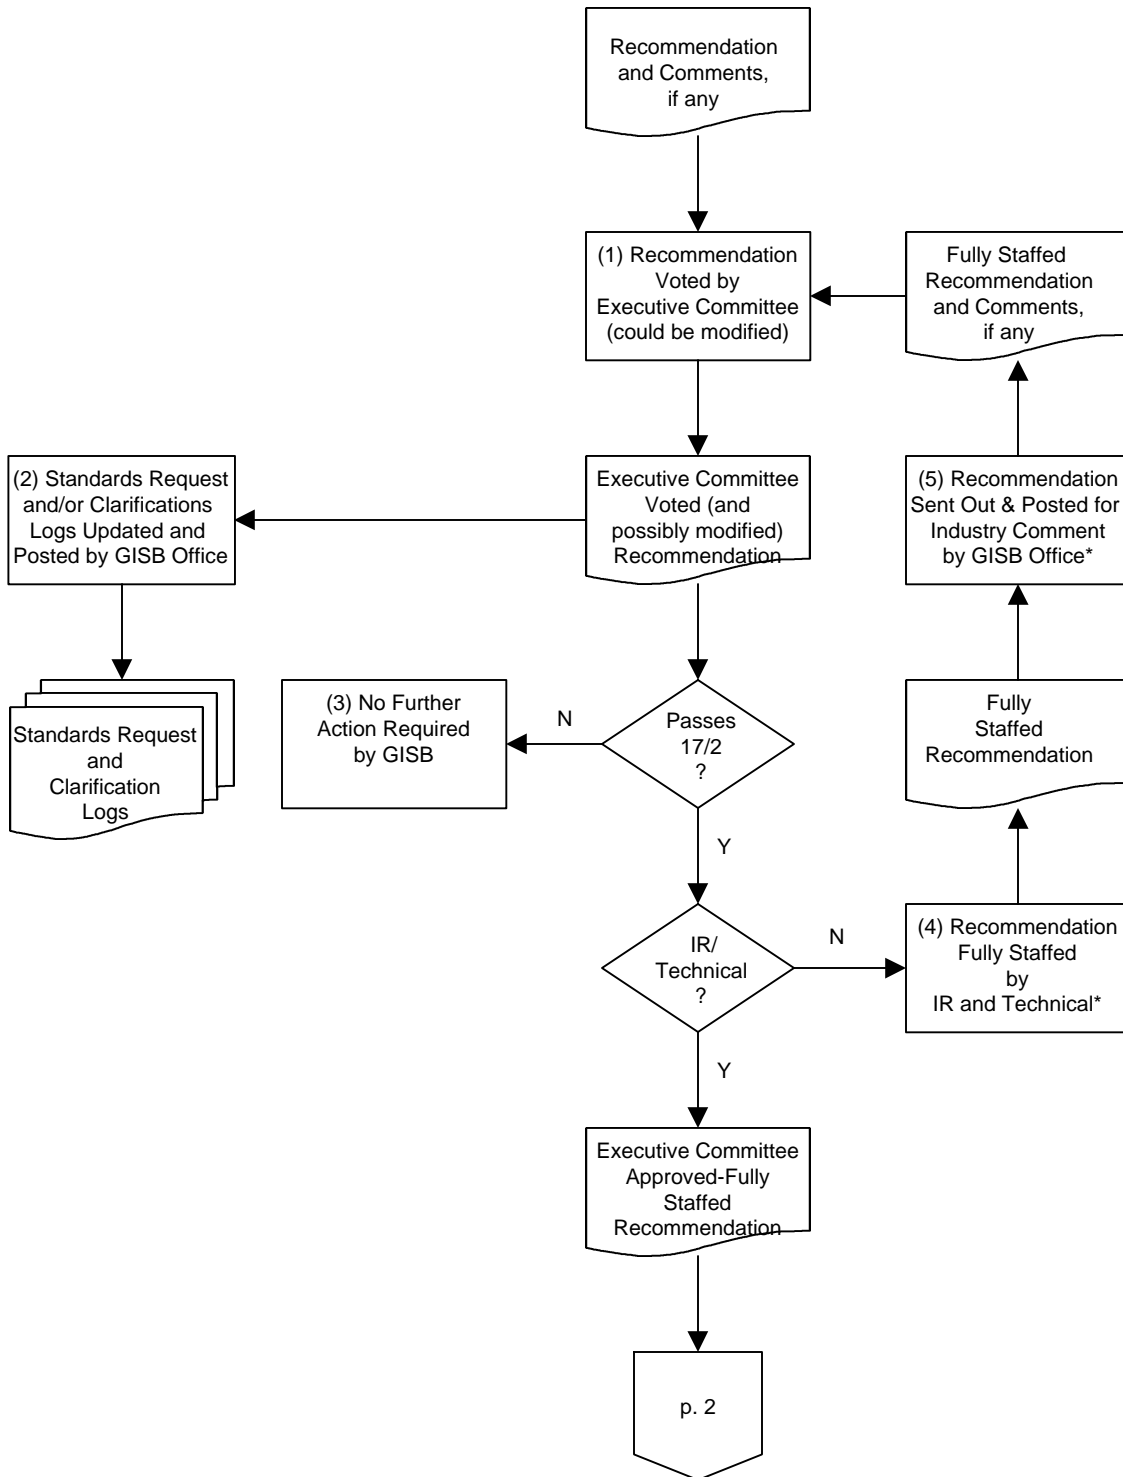 Recommendation
and Comments,
if any
(1) Recommendation
Voted by
Executive Committee
(could be modified)
Fully Staffed
Recommendation
and Comments,
if any
(2) Standards Request
and/or Clarifications
Logs Updated and
Posted by GISB Office
Executive Committee
Voted (and
possibly modified)
Recommendation
(5) Recommendation
Sent Out & Posted for
Industry Comment
by GISB Office*
Standards Request
and
Clarification
Logs
(3) No Further
Action Required
by GISB
N
Passes
17/2
?
Fully
Staffed
Recommendation
Y
IR/
Technical
?
N
(4) Recommendation
Fully Staffed
by
IR and Technical*
Y
Executive Committee
Approved-Fully
Staffed
Recommendation
p. 2